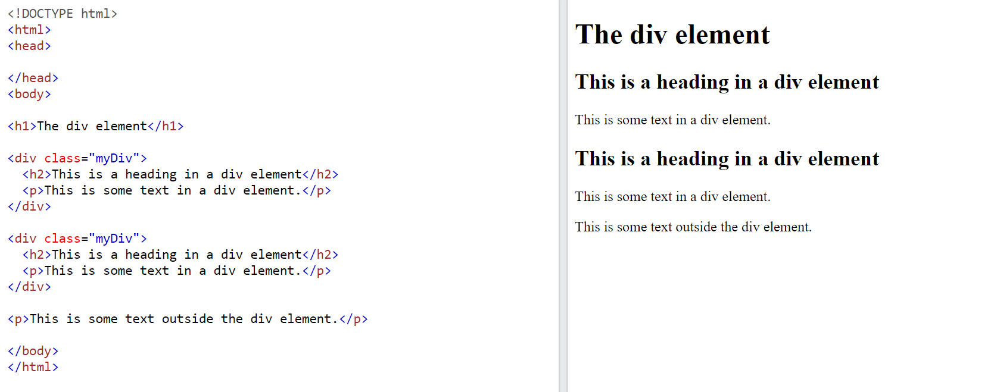 <!DOCTYPE html>
<html>
<head>
</head>
<body>
<h1>The div element</h1>
<div class="myDiv">
  <h2>This is a heading in a div element</h2>
  <p>This is some text in a div element.</p>
</div>
<div class="myDiv">
  <h2>This is a heading in a div element</h2>
  <p>This is some text in a div element.</p>
</div>
<p>This is some text outside the div element.</p>
</body>
</html>
The div element
This is a heading in a div element
This is some text in a div element.
This is a heading in a div element
This is some text in a div element.
This is some text outside the div element.